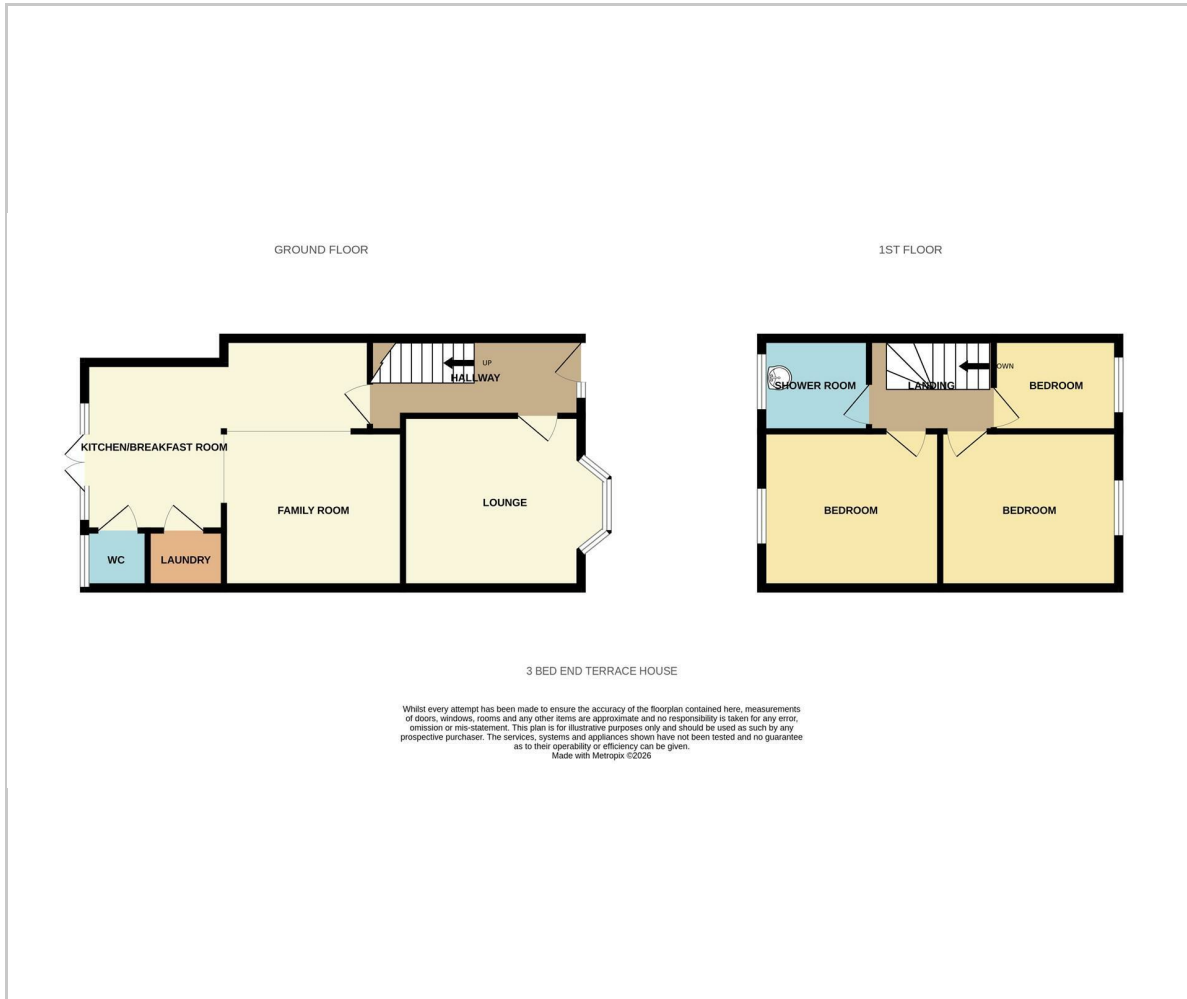 GROUND FLOOR
1ST FLOOR
UP
HALLWAY
KITCHEN/BREAKFAST ROOM
FAMILY ROOM
LOUNGE
WC
LAUNDRY
SHOWER ROOM
LANDING
OWN
BEDROOM
BEDROOM
BEDROOM
3 BED END TERRACE HOUSE
Whilst every attempt has been made to ensure the accuracy of the floorplan contained here, measurements
of doors, windows, rooms and any other items are approximate and no responsibility is taken for any error,
omission or mis-statement. This plan is for illustrative purposes only and should be used as such by any
prospective purchaser. The services, systems and appliances shown have not been tested and no guarantee
as to their operability or efficiency can be given.
Made with Metropix ©2026